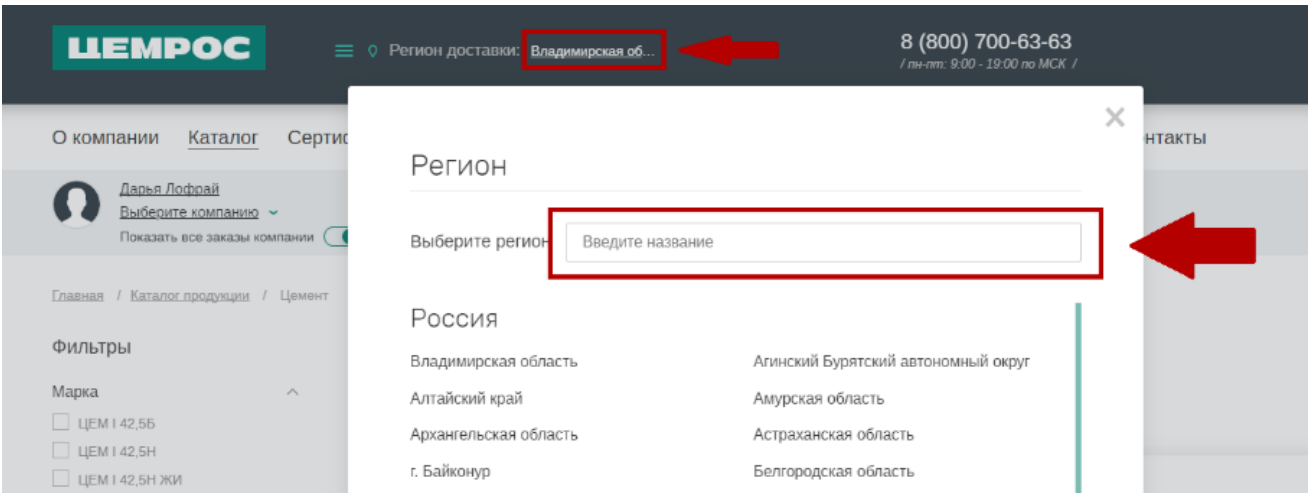 ЦЕМРОС
Регион доставки: Владимирская об...
8 (800) 700-63-63
/ пн-пт: 9:00 - 19:00 по МСК /
О компании Каталог Сертис нтакты
Дарья Лофрай
Выберите компанию
Показать все заказы компании
Главная / Каталог продукции / Цемент
Фильтры
Марка
ЦЕМ I 42,5Б
ЦЕМ I 42,5Н
ЦЕМ I 42,5Н ЖИ
Регион
Выберите регион
Введите название
Россия
Владимирская область Агинский Бурятский автономный округ
Алтайский край Амурская область
Архангельская область Астраханская область
г. Байконур Белгородская область